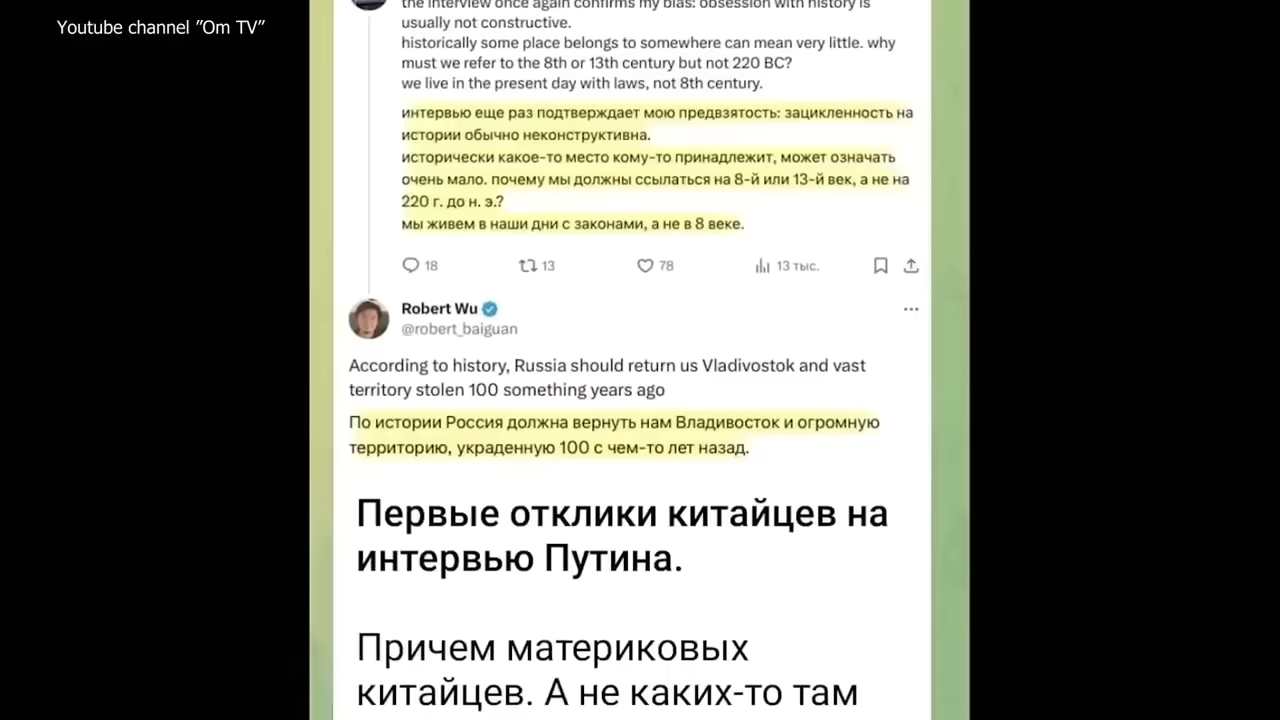 Youtube channel "Om TV"
the interview once again confirms my bias: obsession with history is
usually not constructive.
historically some place belongs to somewhere can mean very little. why
must we refer to the 8th or 13th century but not 220 BC?
we live in the present day with laws, not 8th century.
интервью еще раз подтверждает мою предвзятость: зацикленность на
истории обычно неконструктивна.
исторически какое-то место кому-то принадлежит, может означать
очень мало. почему мы должны ссылаться на 8-й или 13-й век, а не на
220 г. до н. э.?
мы живем в наши дни с законами, а не в 8 веке.
18 13 78 13 тыс.
Robert Wu
@robert_baiguan
According to history, Russia should return us Vladivostok and vast
territory stolen 100 something years ago
По истории Россия должна вернуть нам Владивосток и огромную
территорию, украденную 100 с чем-то лет назад.
Первые отклики китайцев на
интервью Путина.
Причем материковых
китайцев. А не каких-то там